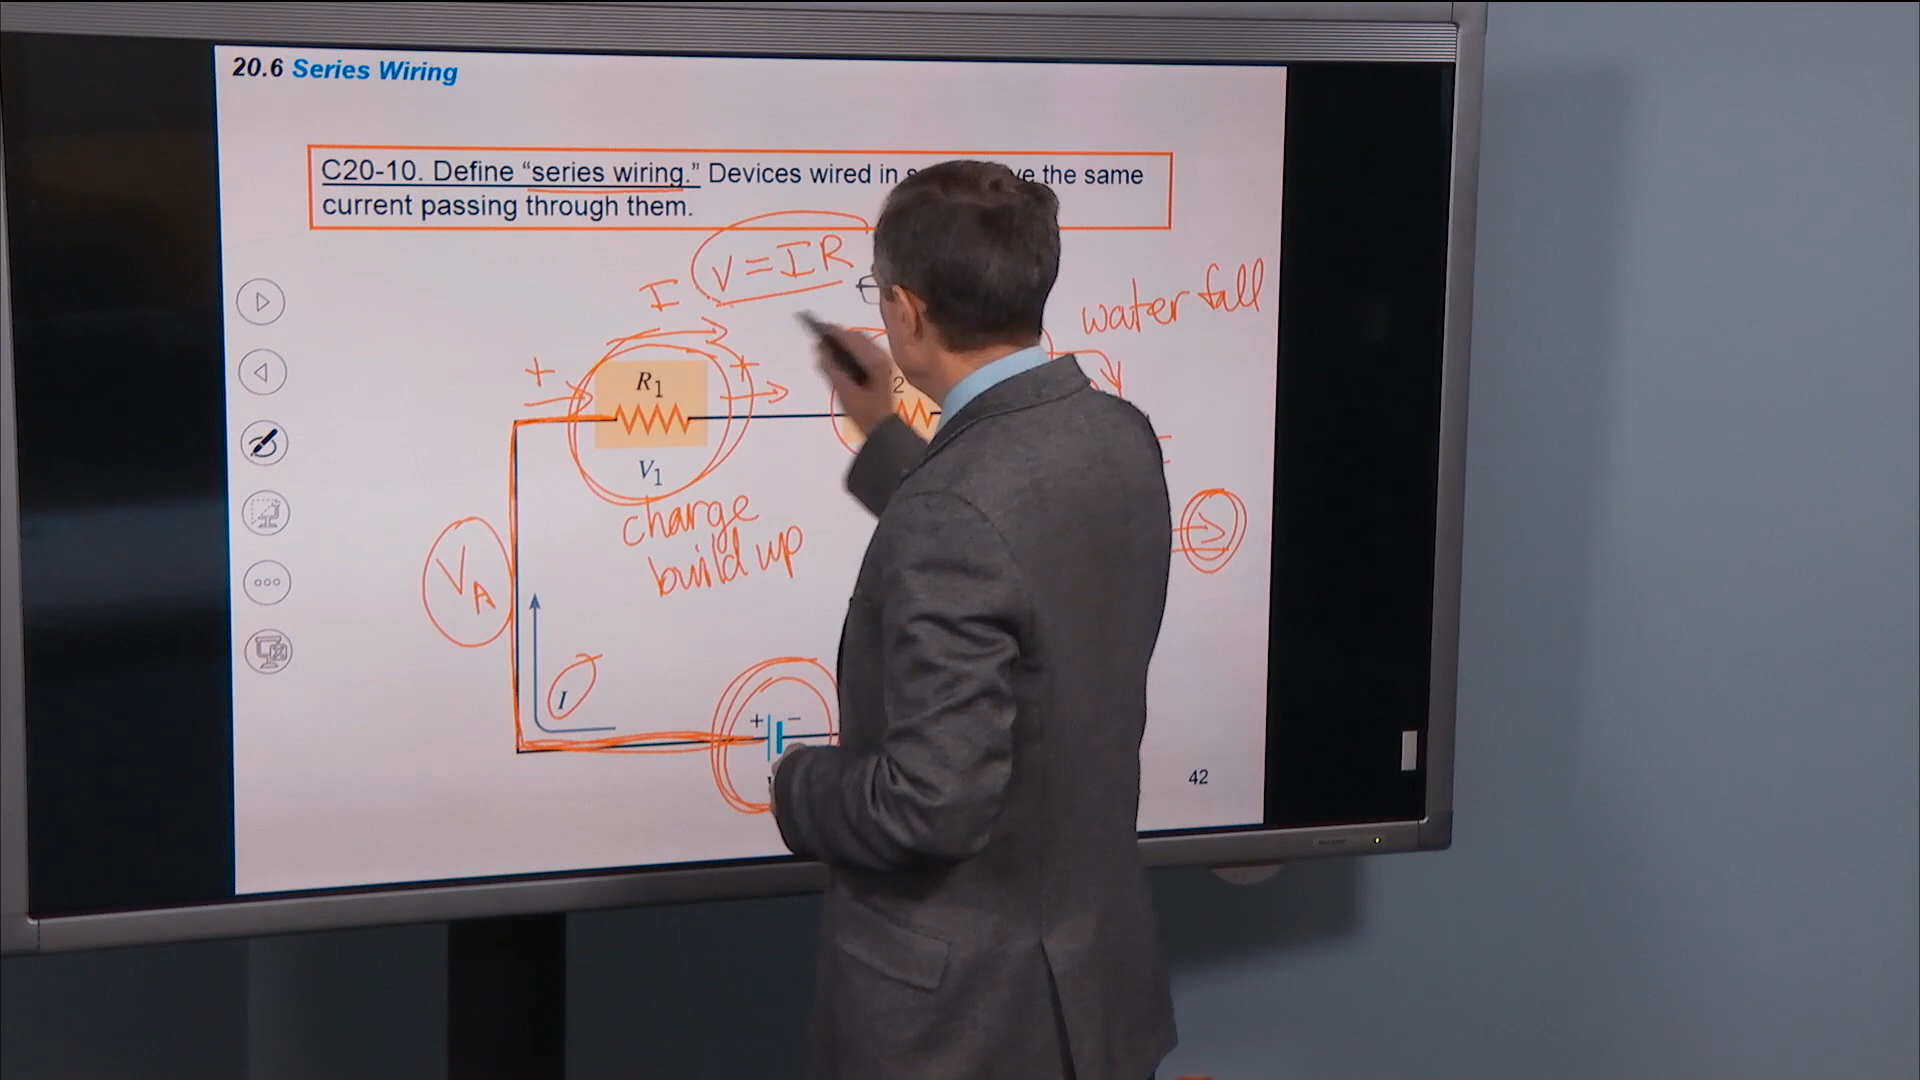 20.6 Series Wiring
C20-10. Define “series wiring.” Devices wired in the same
current passing through them.
V = IR
I
water fall
+
+
R1
2
V1
charge
build up
VA
I
+ −
42